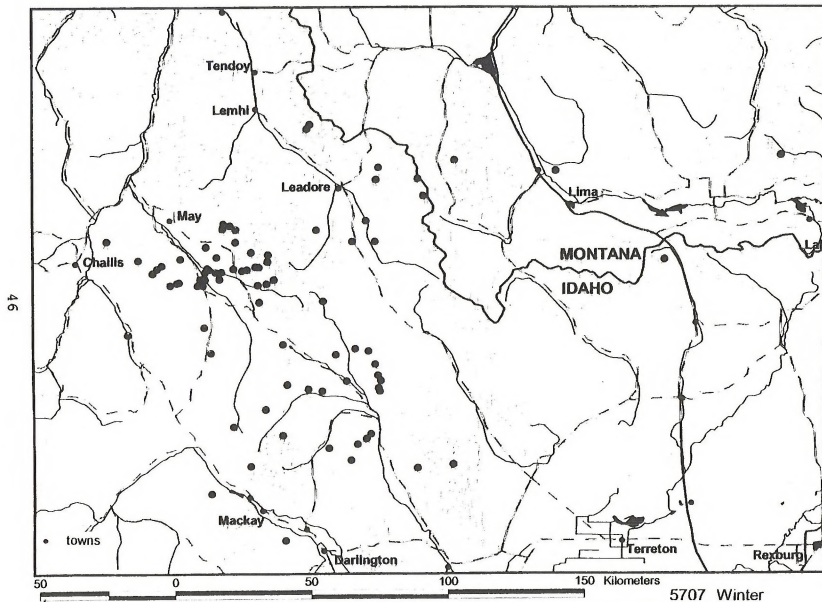 Tendoy
Lemhi
Leadore
Lima
May
Challis
MONTANA
IDAHO
46
Mackay
towns
Darlington
Terreton
Rexburg
50 0 50 100 150 Kilometers
5707 Winter